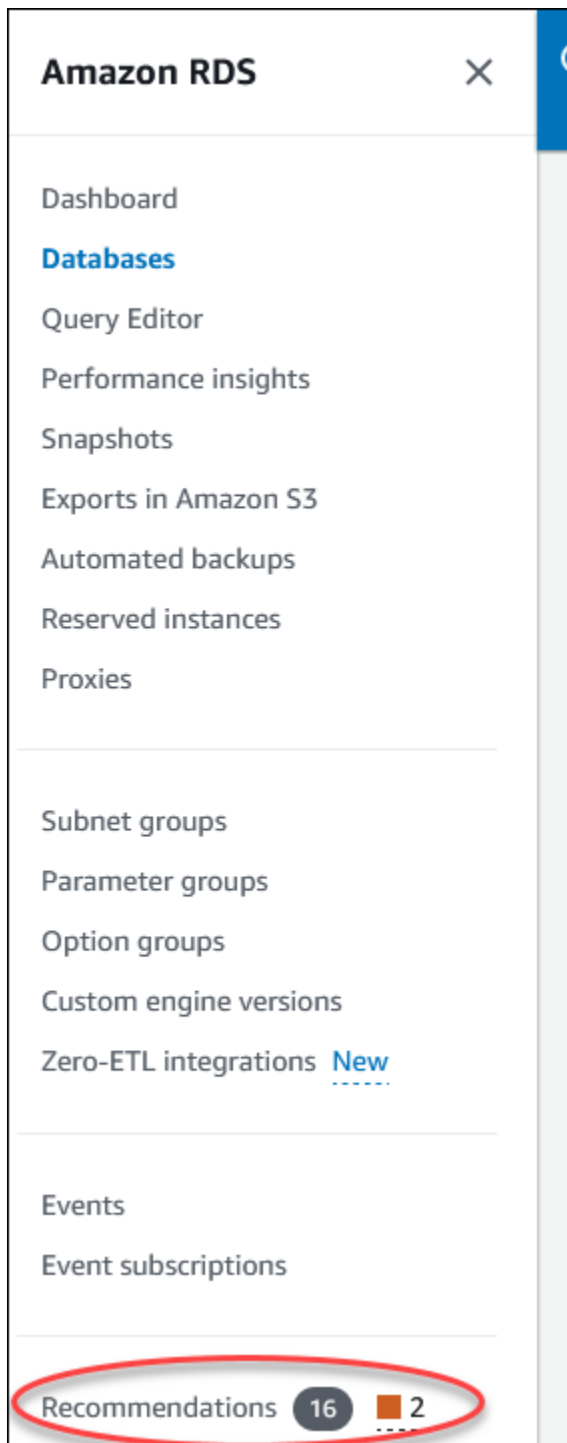 Amazon RDS
Dashboard
Databases
Query Editor
Performance insights
Snapshots
Exports in Amazon S3
Automated backups
Reserved instances
Proxies
Subnet groups
Parameter groups
Option groups
Custom engine versions
Zero-ETL integrations New
Events
Event subscriptions
Recommendations 16 2